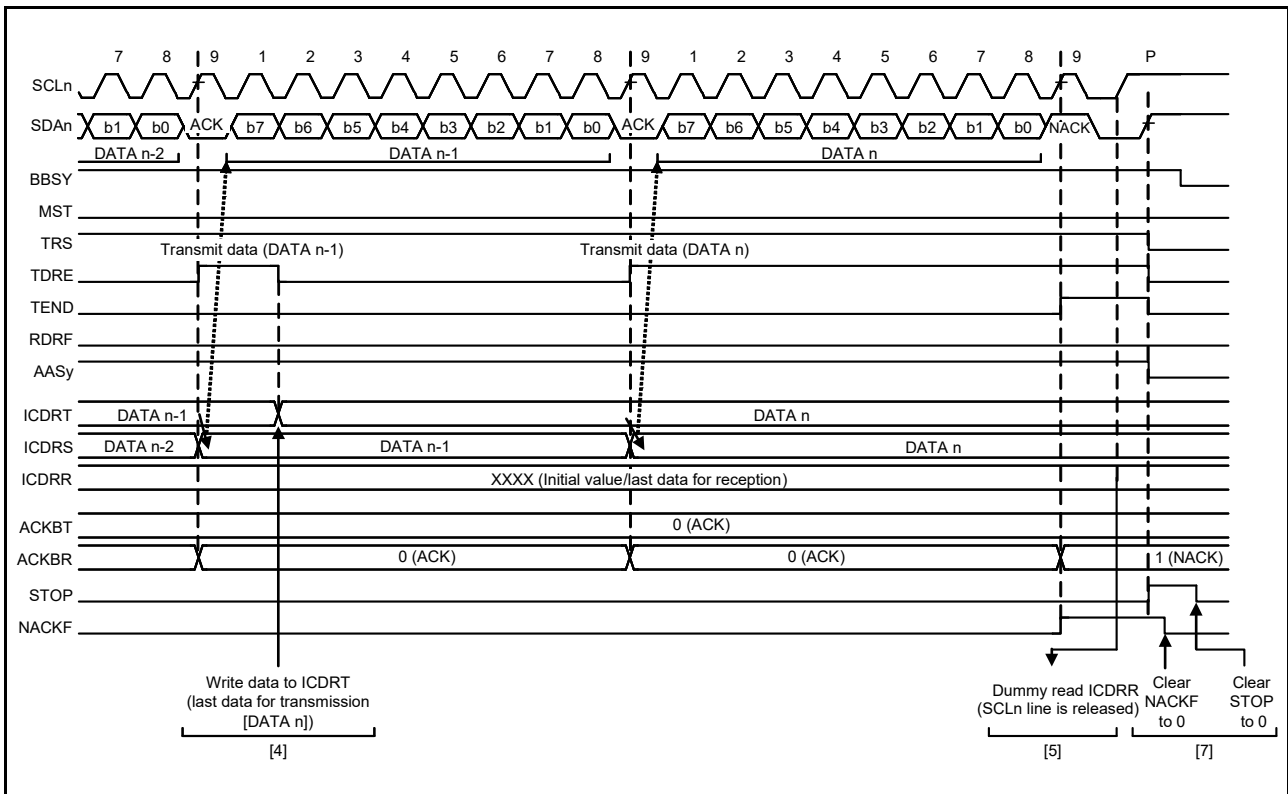 7 8 9 1 2 3 4 5 6 7 8 9 1 2 3 4 5 6 7 8 9 P
SCLn
SDAn b1 b0 ACK b7 b6 b5 b4 b3 b2 b1 b0 ACK b7 b6 b5 b4 b3 b2 b1 b0 NACK
DATA n-2 DATA n-1 DATA n
BBSY
MST
TRS
Transmit data (DATA n-1) Transmit data (DATA n)
TDRE
TEND
RDRF
AASy
ICDRT DATA n-1 DATA n
ICDRS DATA n-2 DATA n-1 DATA n
ICDRR XXXX (Initial value/last data for reception)
ACKBT 0 (ACK)
ACKBR 0 (ACK) 0 (ACK) 1 (NACK)
STOP
NACKF
Write data to ICDRT
(last data for transmission
[DATA n])
[4]
Dummy read ICDRR
(SCLn line is released)
[5]
Clear
NACKF
to 0
Clear
STOP
to 0
[7]